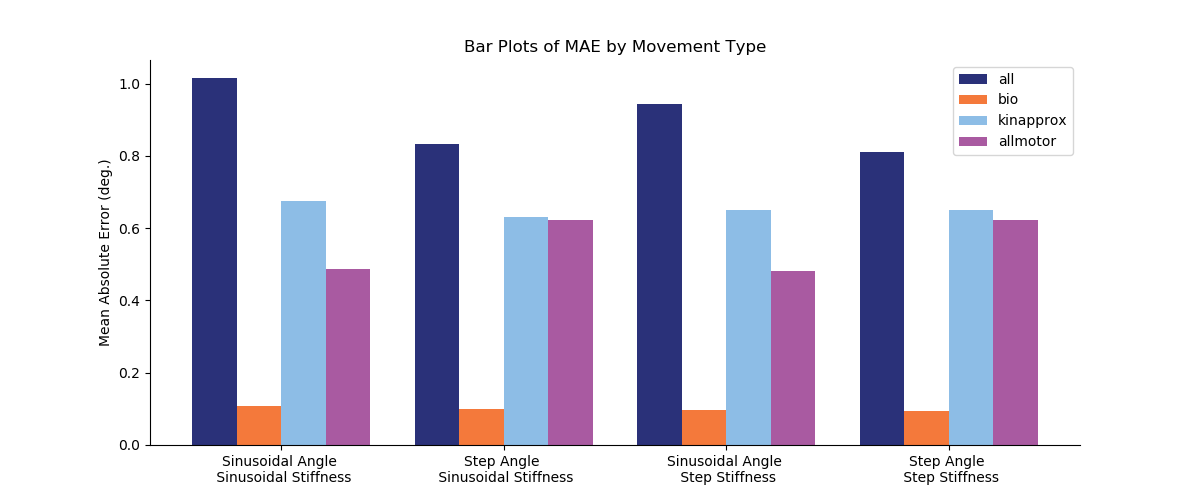 Bar Plots of MAE by Movement Type
Mean Absolute Error (deg.)
1.0
0.8
0.6
0.4
0.2
0.0
all
bio
kinapprox
allmotor
Sinusoidal Angle
Sinusoidal Stiffness
Step Angle
Sinusoidal Stiffness
Sinusoidal Angle
Step Stiffness
Step Angle
Step Stiffness